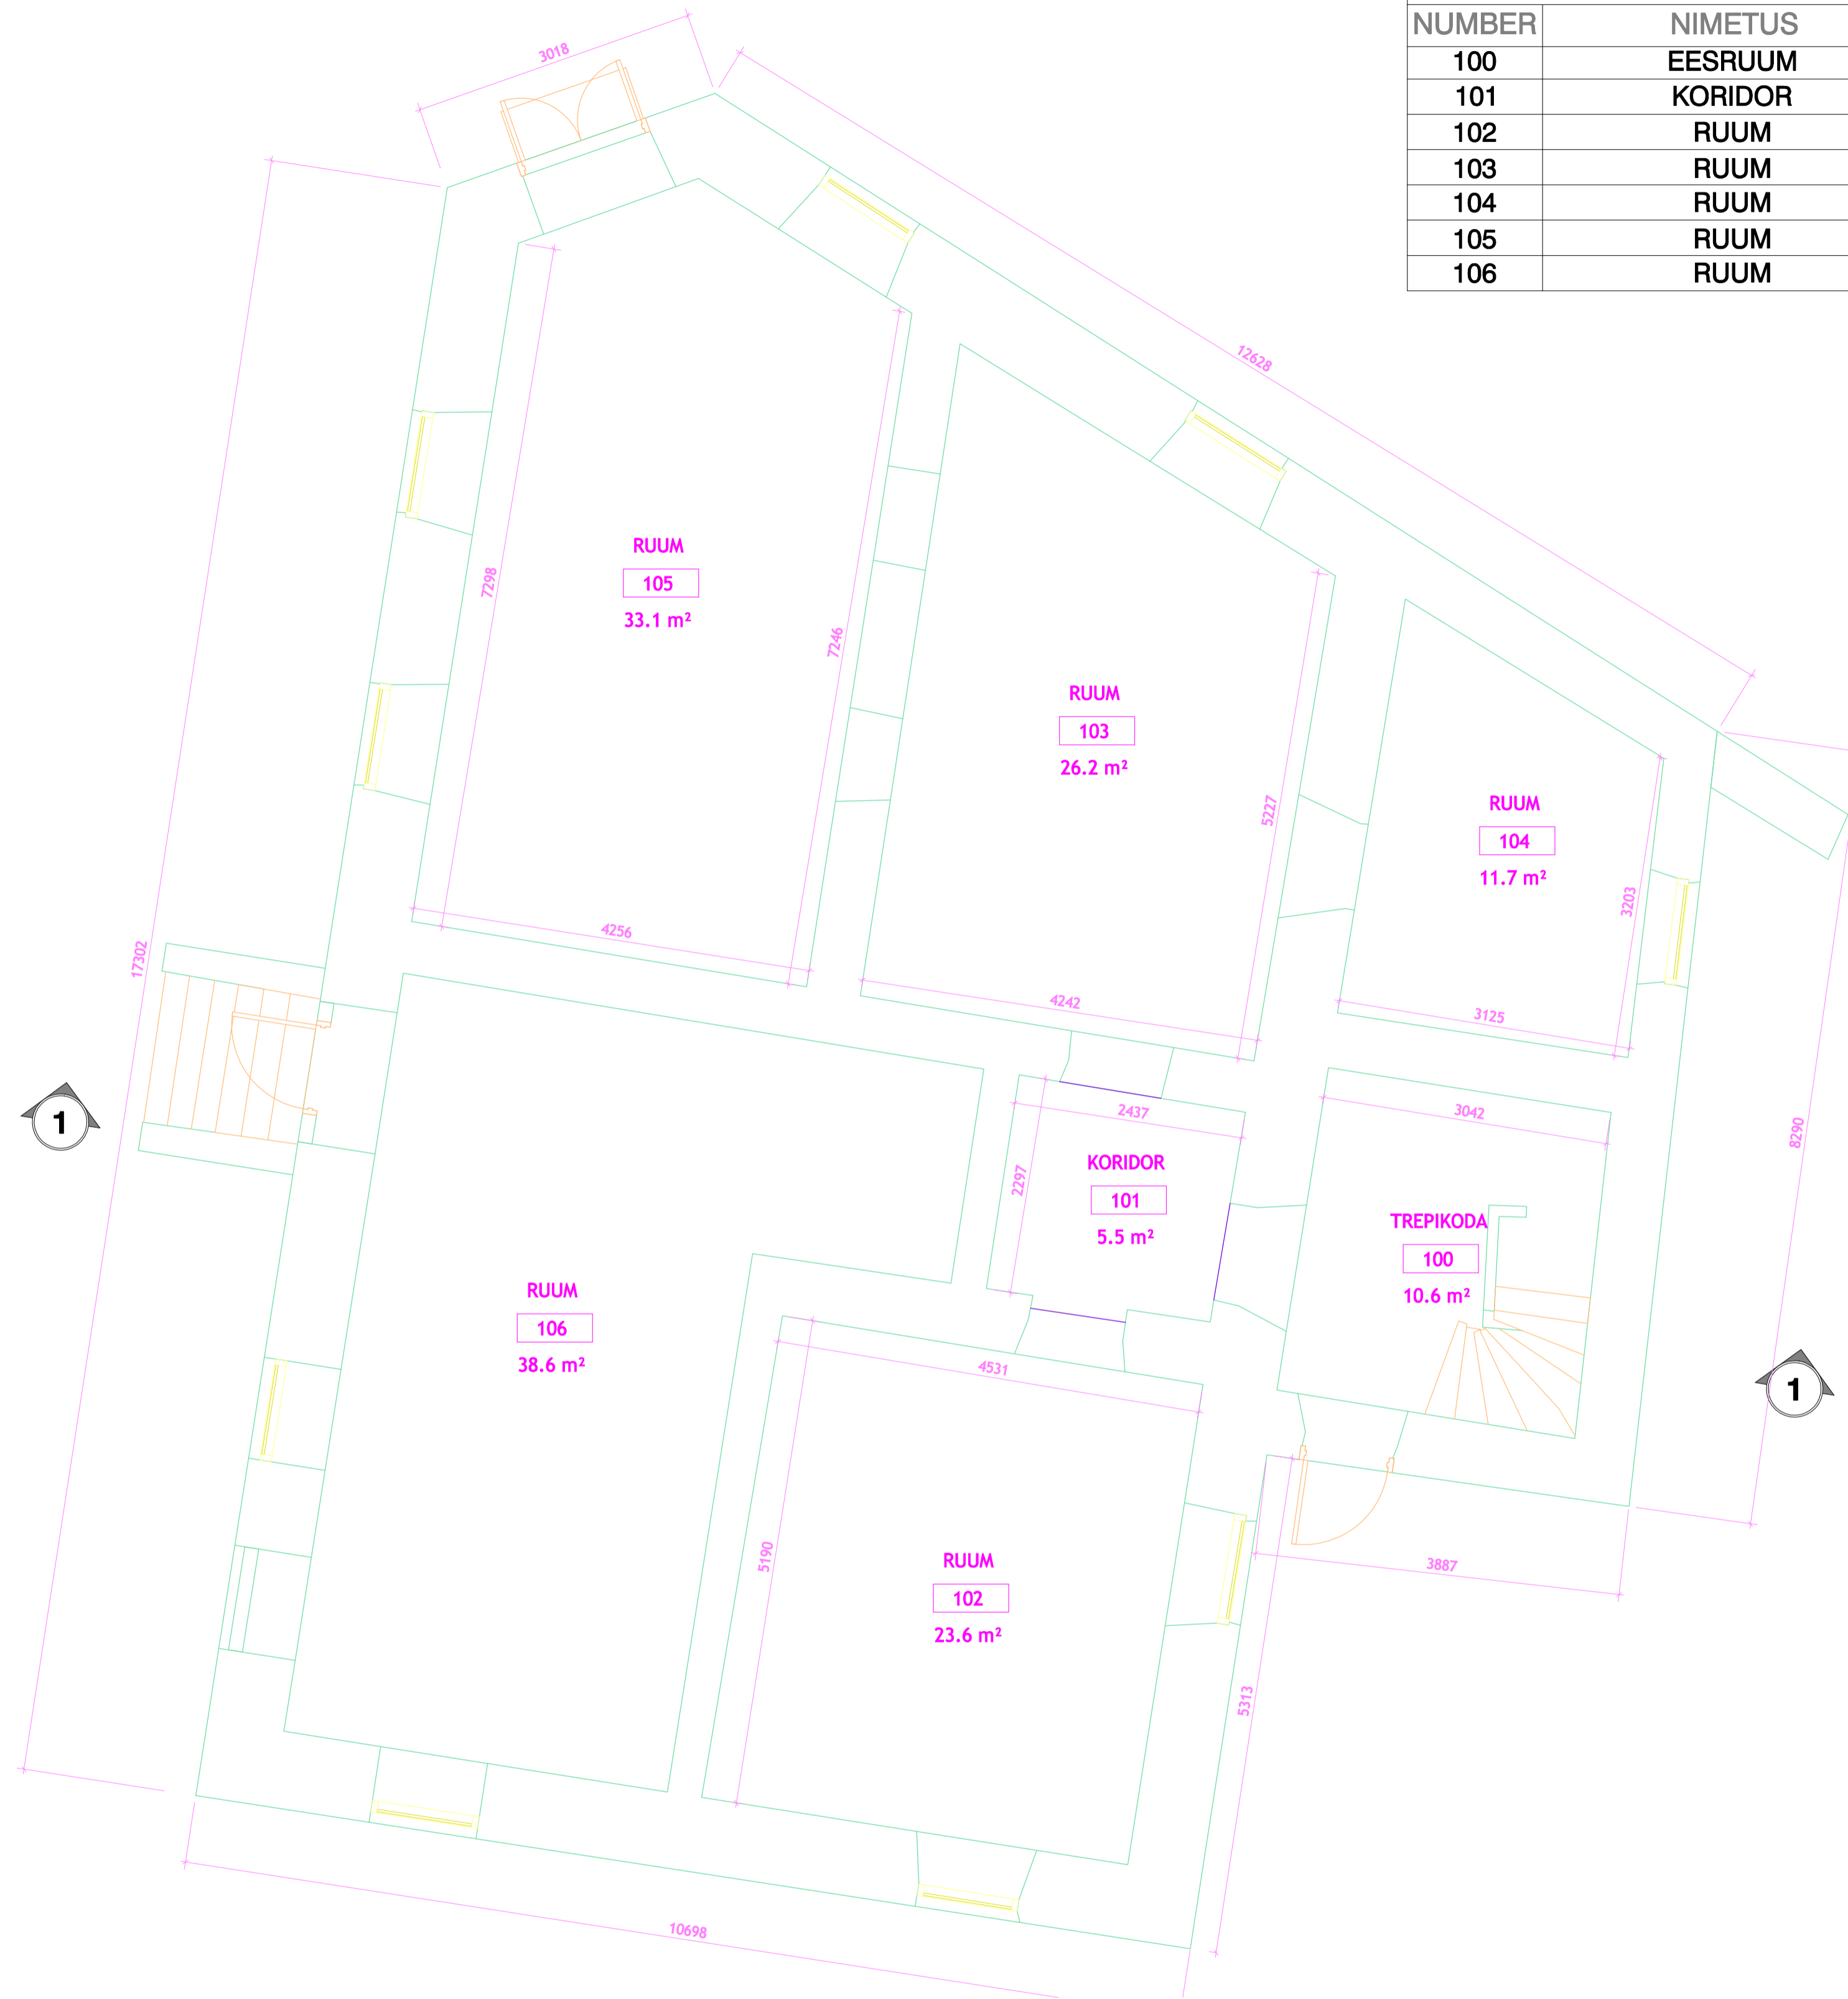 NUMBER NIMETUS
100 EESRUUM
101 KORIDOR
102 RUUM
103 RUUM
104 RUUM
105 RUUM
106 RUUM
3018
12628
17302
7298
7246
RUUM
105
33.1 m²
4256
RUUM
103
26.2 m²
5227
4242
RUUM
104
11.7 m²
3203
3125
8290
1
2437
2297
KORIDOR
101
5.5 m²
3042
TREPIKODA
100
10.6 m²
RUUM
106
38.6 m²
4531
5190
1
RUUM
102
23.6 m²
3887
5313
10698